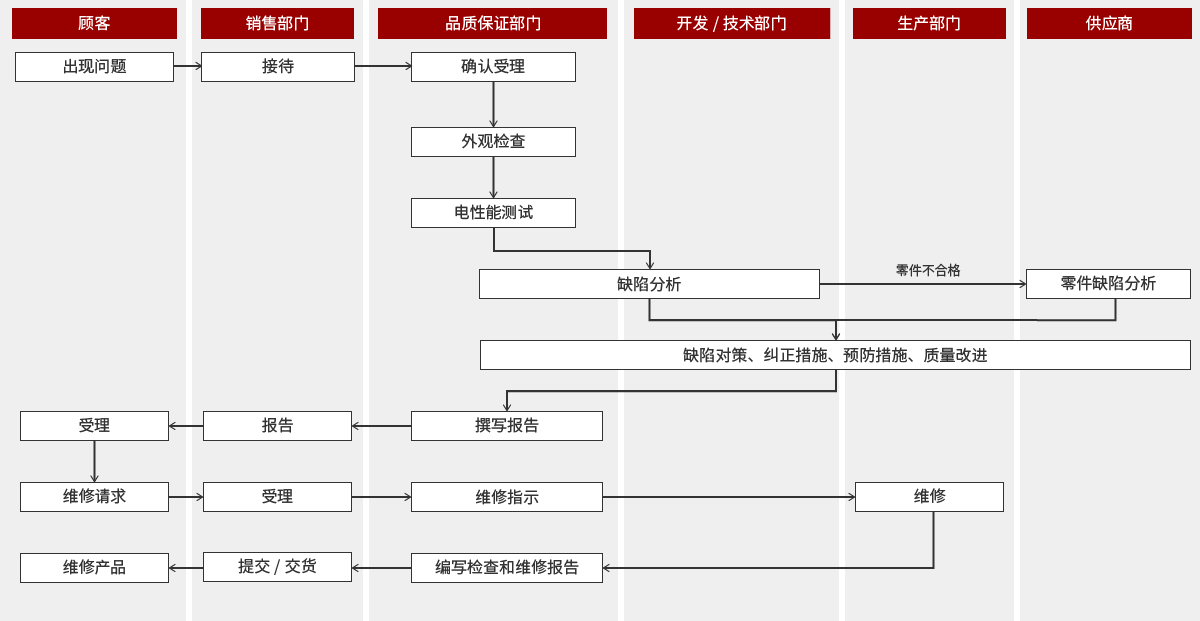 顾客
销售部门
品质保证部门
开发 / 技术部门
生产部门
供应商
出现问题
接待
确认受理
外观检查
电性能测试
零件不合格
缺陷分析
零件缺陷分析
缺陷对策、纠正措施、预防措施、质量改进
受理
报告
撰写报告
维修请求
受理
维修指示
维修
维修产品
提交 / 交货
编写检查和维修报告